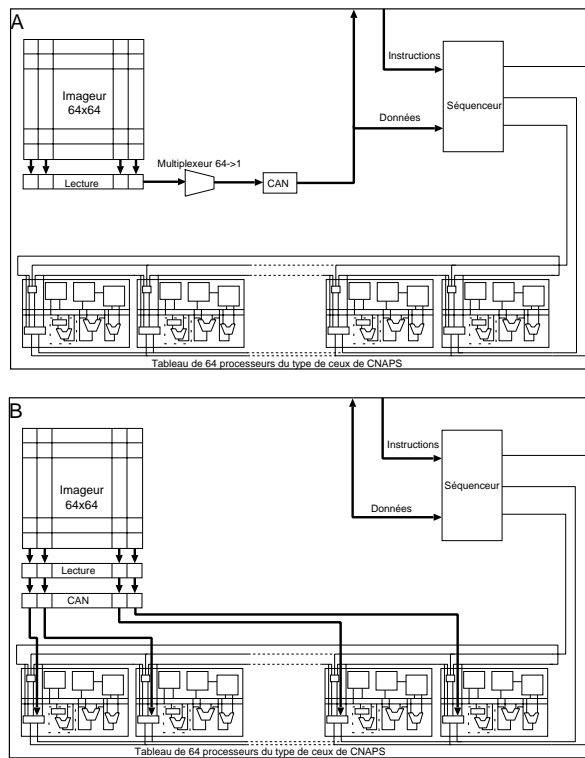 A
Instructions
Imageur
64x64
Séquenceur
Données
Multiplexeur 64->1
Lecture
CAN
Tableau de 64 processeurs du type de ceux de CNAPS
B
Instructions
Imageur
64x64
Séquenceur
Données
Lecture
CAN
Tableau de 64 processeurs du type de ceux de CNAPS